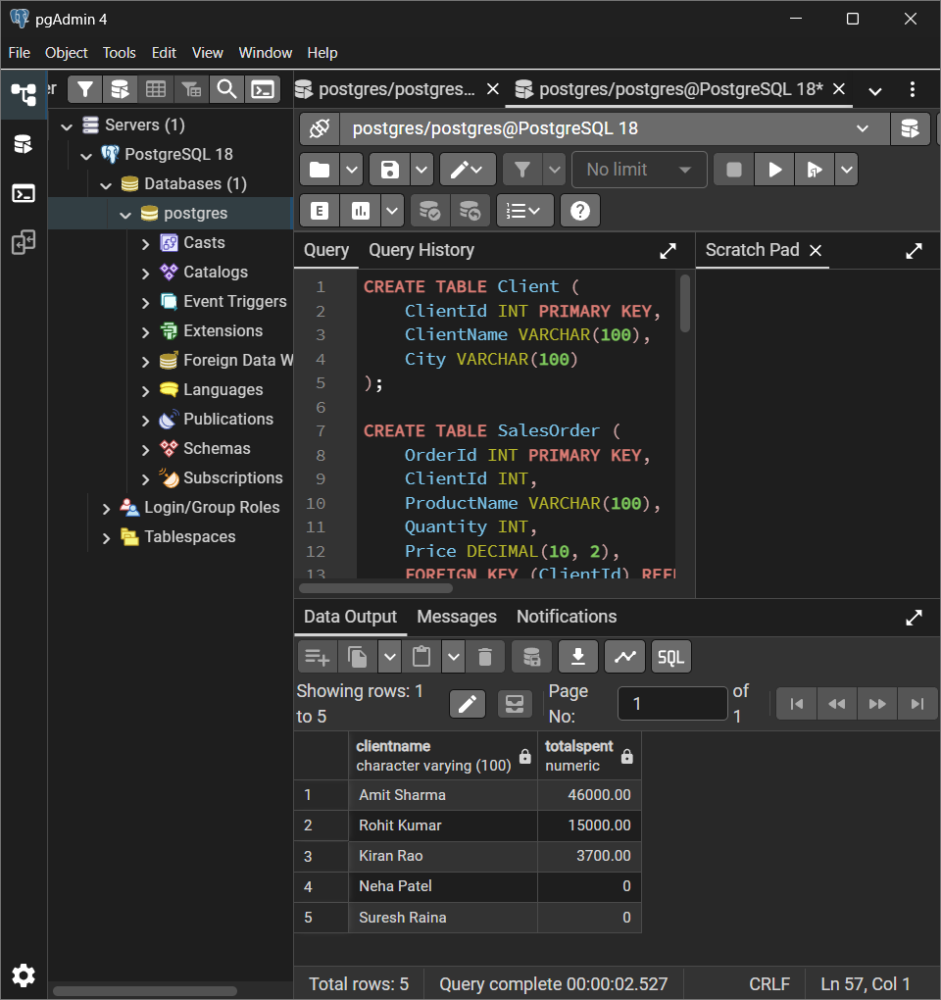 pgAdmin 4
File Object Tools Edit View Window Help
er
postgres/postgres... postgres/postgres@PostgreSQL 18*
Servers (1)
PostgreSQL 18
Databases (1)
postgres
Casts
Catalogs
Event Triggers
Extensions
Foreign Data W
Languages
Publications
Schemas
Subscriptions
Login/Group Roles
Tablespaces
postgres/postgres@PostgreSQL 18
No limit
E
Query Query History
Scratch Pad
1 CREATE TABLE Client (
2 ClientId INT PRIMARY KEY,
3 ClientName VARCHAR(100),
4 City VARCHAR(100)
5 );
6
7 CREATE TABLE SalesOrder (
8 OrderId INT PRIMARY KEY,
9 ClientId INT,
10 ProductName VARCHAR(100),
11 Quantity INT,
12 Price DECIMAL(10, 2),
13 FOREIGN KEY (ClientId) REF
Data Output Messages Notifications
SQL
Showing rows: 1
to 5
Page
No:
1
of
1
clientname totalspent
character varying (100) numeric
1 Amit Sharma 46000.00
2 Rohit Kumar 15000.00
3 Kiran Rao 3700.00
4 Neha Patel 0
5 Suresh Raina 0
Total rows: 5 Query complete 00:00:02.527 CRLF Ln 57, Col 1